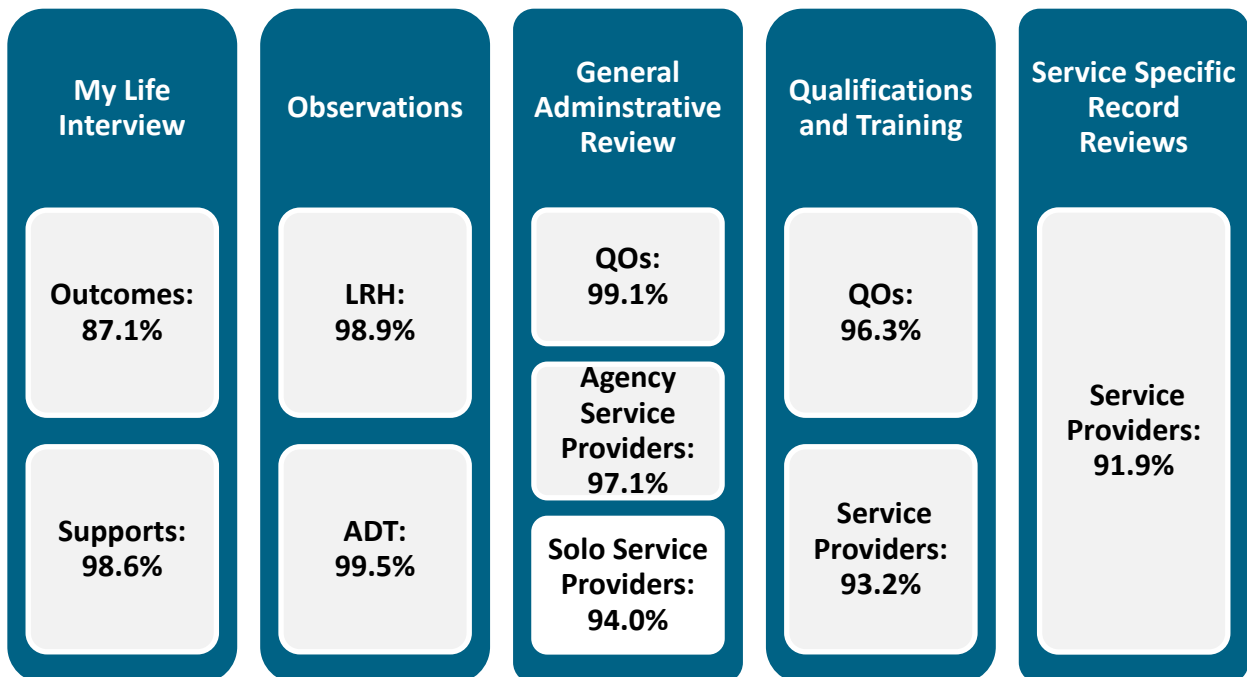 My Life
Interview
Outcomes:
87.1%
Supports:
98.6%
Observations
LRH:
98.9%
ADT:
99.5%
General
Adminstrative
Review
QOs:
99.1%
Agency
Service
Providers:
97.1%
Solo Service
Providers:
94.0%
Qualifications
and Training
QOs:
96.3%
Service
Providers:
93.2%
Service Specific
Record
Reviews
Service
Providers:
91.9%